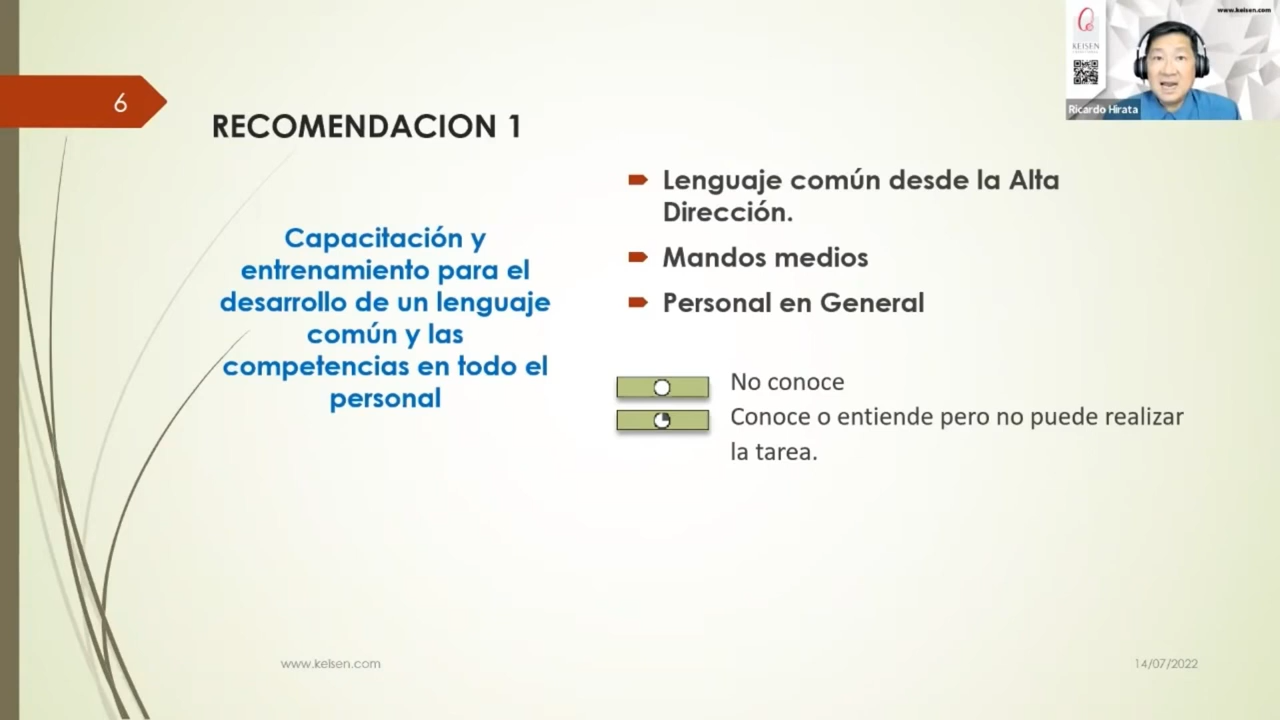 6
RECOMENDACION 1
Capacitación y
entrenamiento para el
desarrollo de un lenguaje
común y las
competencias en todo el
personal
Lenguaje común desde la Alta
Dirección.
Mandos medios
Personal en General
No conoce
Conoce o entiende pero no puede realizar
la tarea.
www.keisen.com
14/07/2022
www.keisen.com
KEISEN
Ricardo Hirata